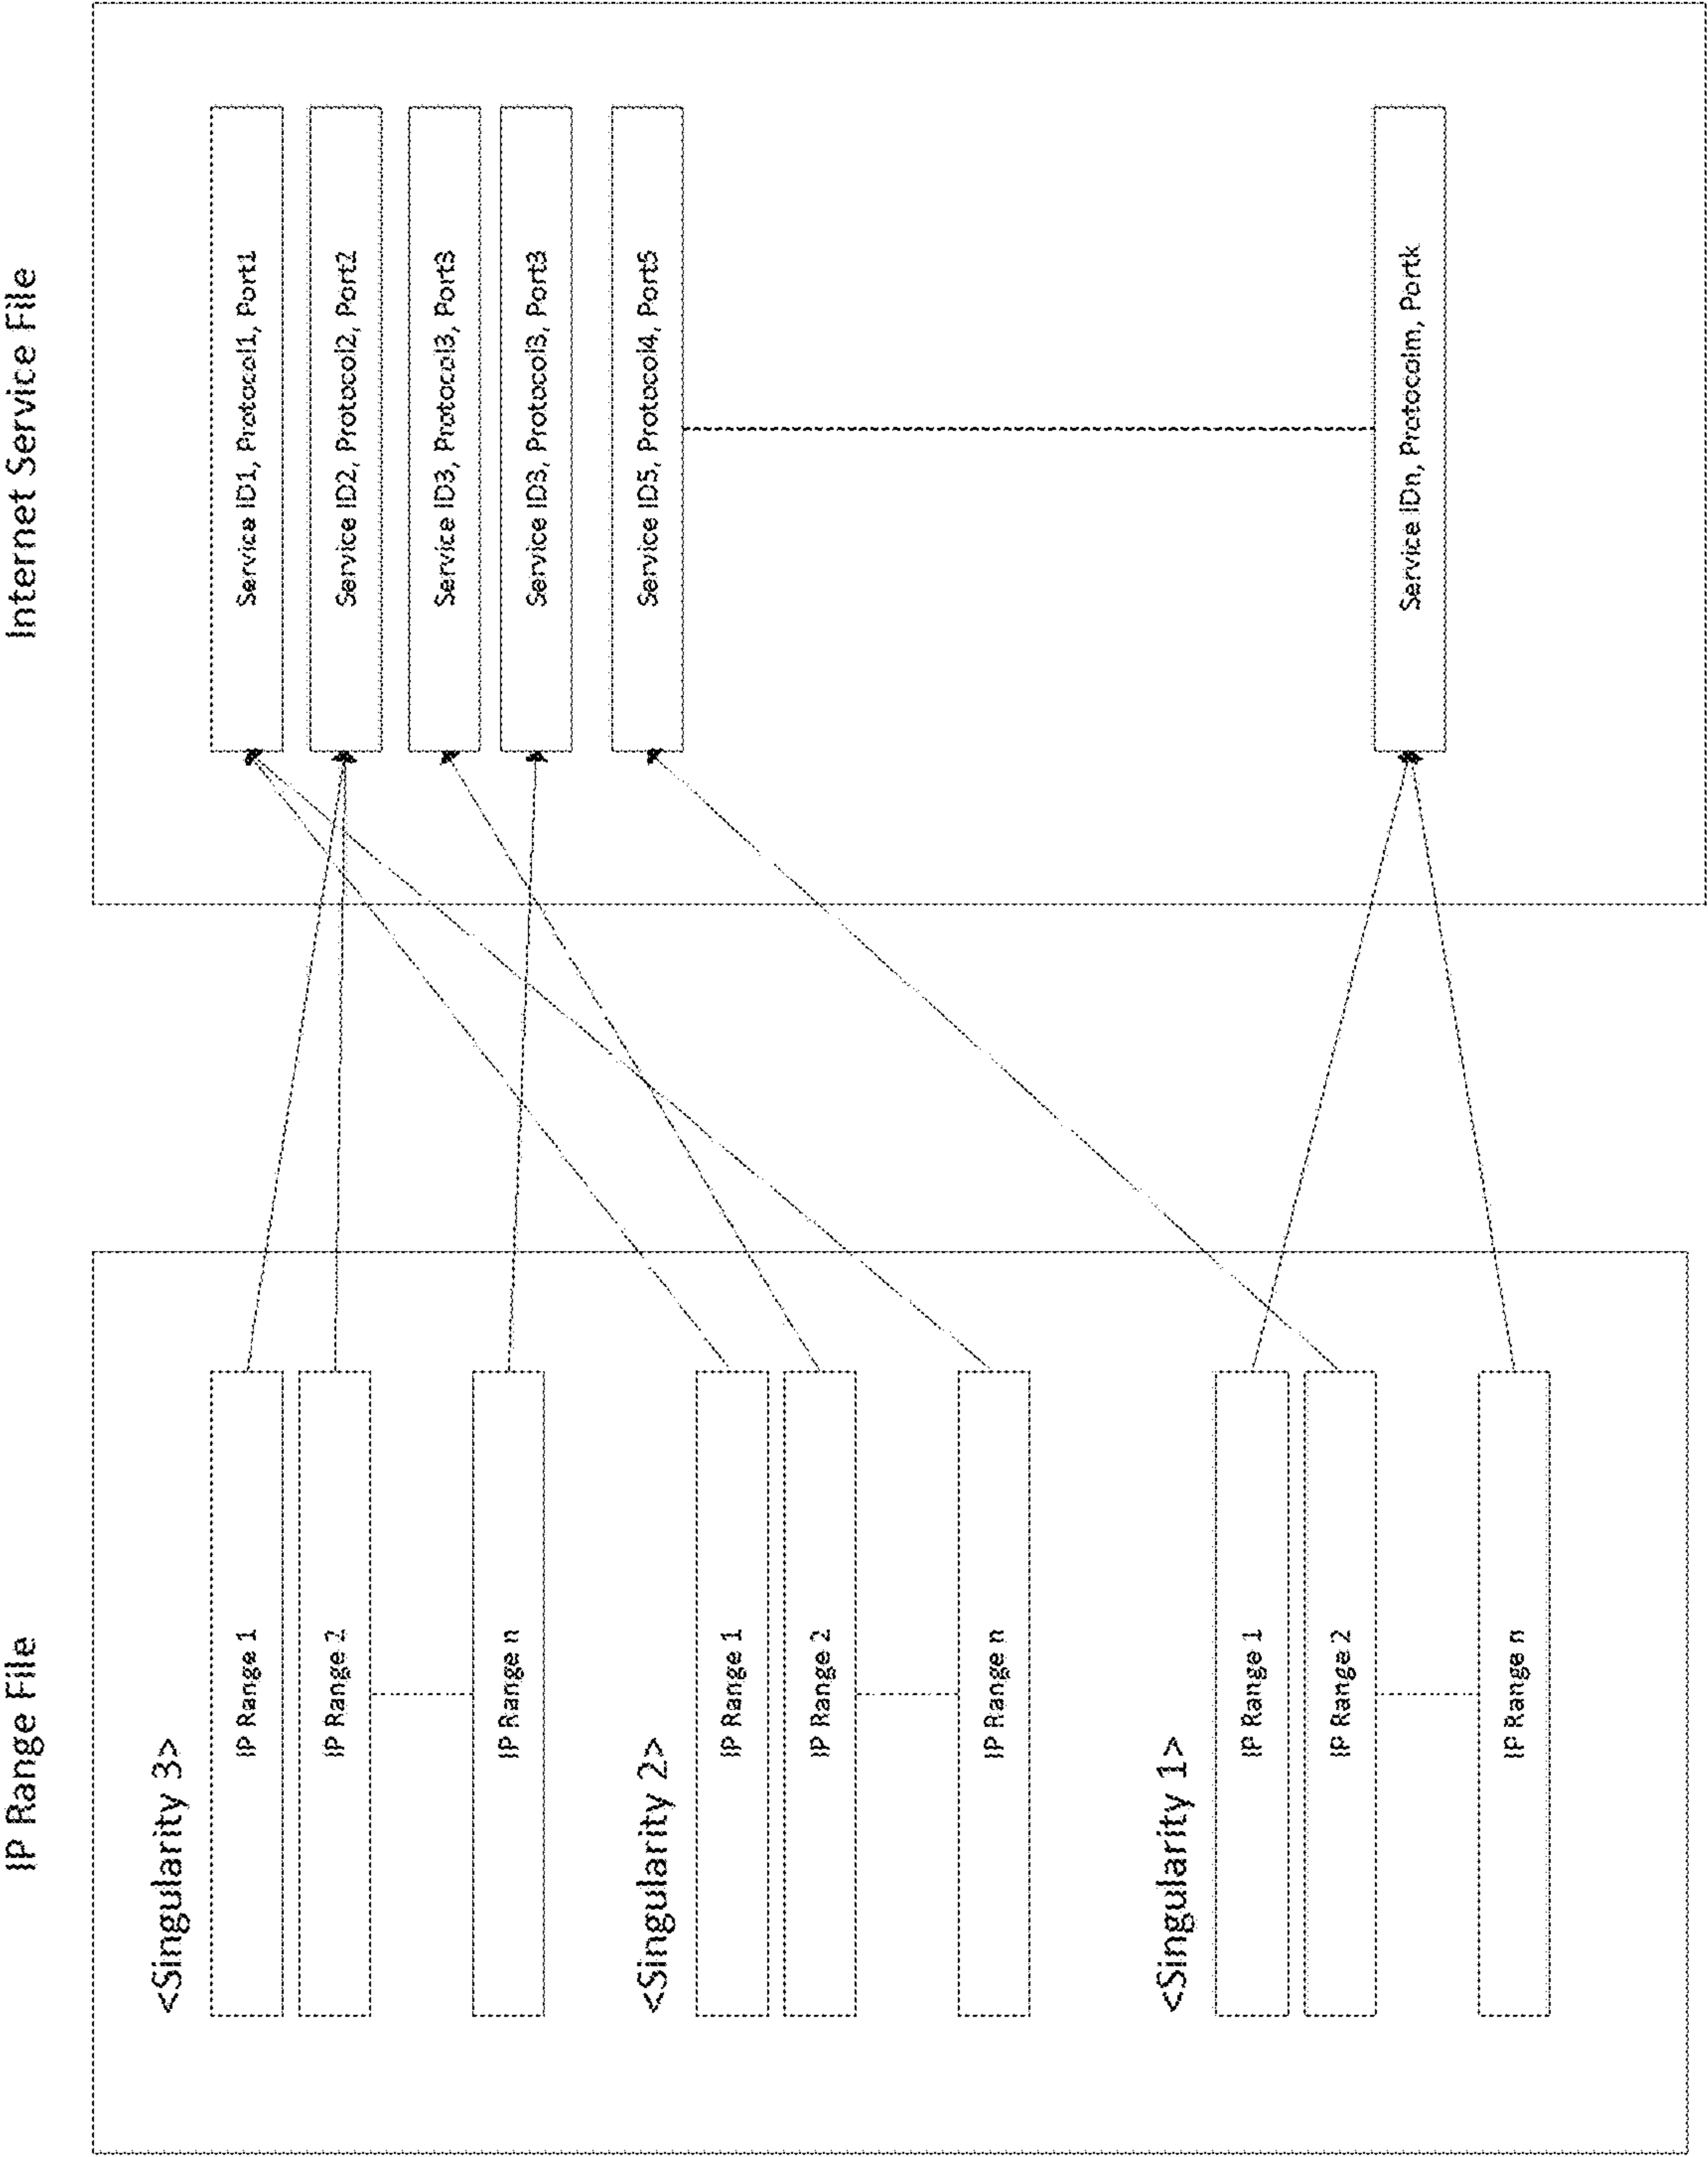 IP Range File
<Singularity 3>
IP Range 1
IP Range 2
IP Range n
<Singularity 2>
IP Range 1
IP Range 2
IP Range n
<Singularity 1>
IP Range 1
IP Range 2
IP Range n
Internet Service File
Service ID1, Protocol1, Port1
Service ID2, Protocol2, Port2
Service ID3, Protocol3, Port3
Service ID3, Protocol3, Port3
Service ID5, Protocol4, Port5
Service IDn, Protocolm, Portk